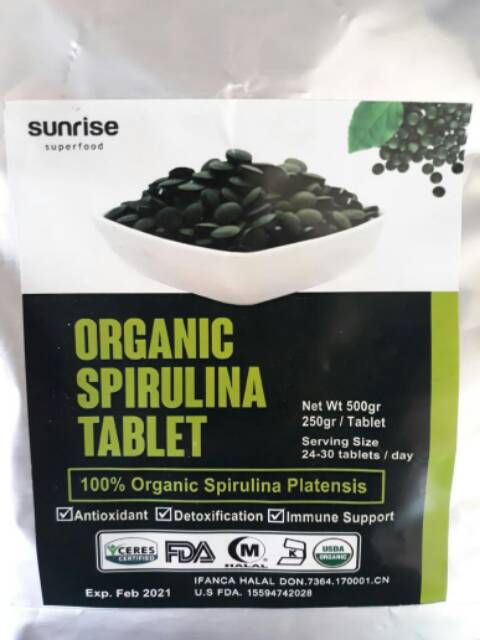 sunrise
superfood
ORGANIC
SPIRULINA
TABLET
Net Wt 500gr
250gr / Tablet
Serving Size
24-30 tablets / day
100% Organic Spirulina Platensis
Antioxidant Detoxification Immune Support
CERES
CERTIFIED
FDA
M
HALAL
K
USDA
ORGANIC
IFANCA HALAL DON.7364.170001.CN
Exp. Feb 2021
U.S FDA. 15594742028